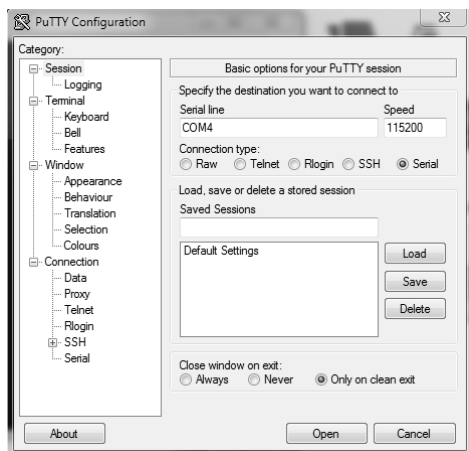 PuTTY Configuration
Category:
Session
Logging
Terminal
Keyboard
Bell
Features
Window
Appearance
Behaviour
Translation
Selection
Colours
Connection
Data
Proxy
Telnet
Rlogin
SSH
Serial
Basic options for your PuTTY session
Specify the destination you want to connect to
Serial line Speed
COM4 115200
Connection type:
Raw Telnet Rlogin SSH Serial
Load, save or delete a stored session
Saved Sessions
Default Settings
Load
Save
Delete
Close window on exit:
Always Never Only on clean exit
About Open Cancel